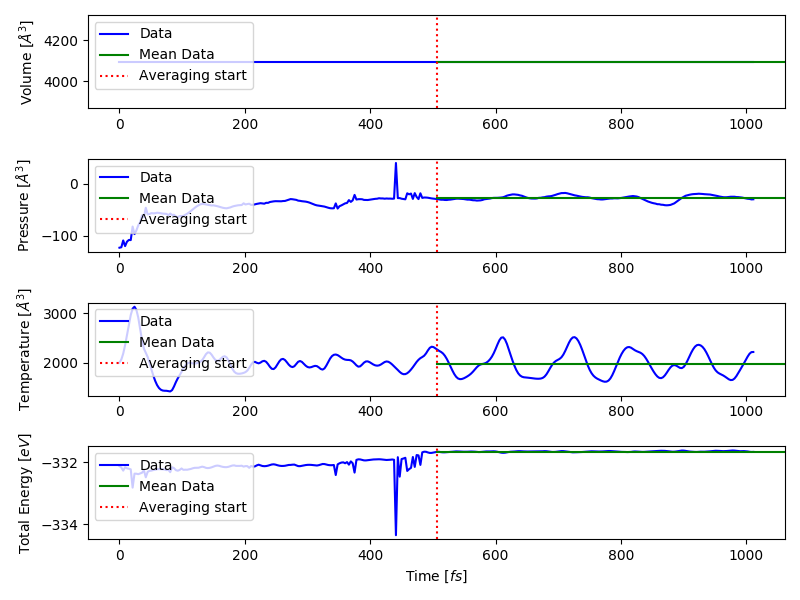 Volume [Å³]
4200
4000
Data
Mean Data
Averaging start
0 200 400 600 800 1000
Pressure [Å³]
0
−100
Data
Mean Data
Averaging start
0 200 400 600 800 1000
Temperature [Å³]
3000
2000
Data
Mean Data
Averaging start
0 200 400 600 800 1000
Total Energy [eV]
−332
−334
Data
Mean Data
Averaging start
0 200 400 600 800 1000
Time [fs]